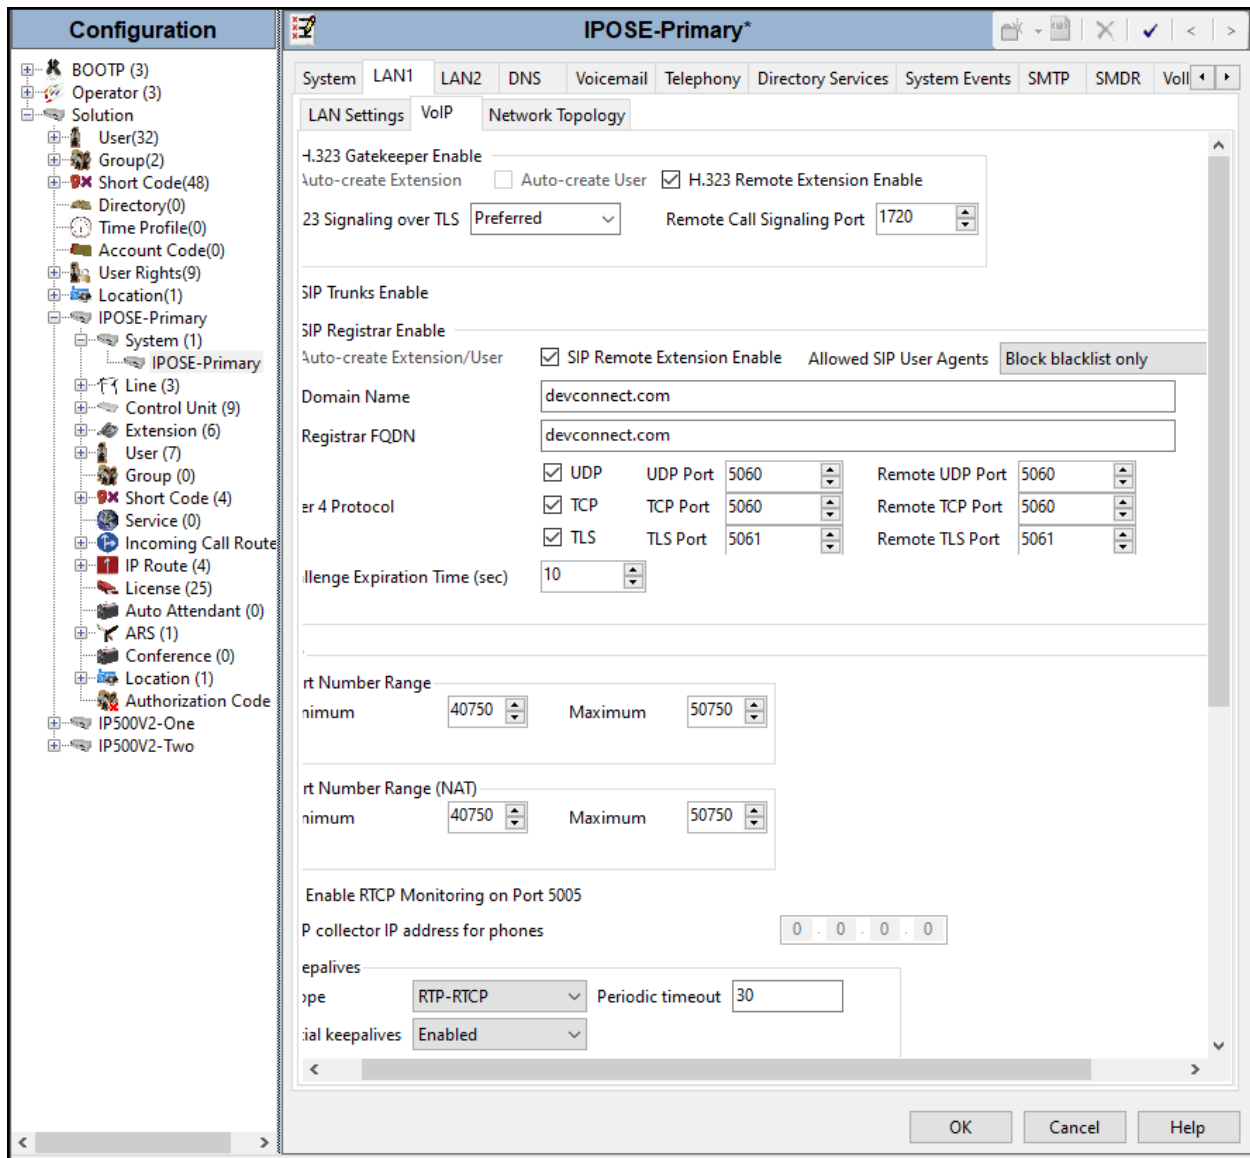 Configuration
BOOTP (3)
Operator (3)
Solution
User(32)
Group(2)
Short Code(48)
Directory(0)
Time Profile(0)
Account Code(0)
User Rights(9)
Location(1)
IPOSE-Primary
System (1)
IPOSE-Primary
Line (3)
Control Unit (9)
Extension (6)
User (7)
Group (0)
Short Code (4)
Service (0)
Incoming Call Route
IP Route (4)
License (25)
Auto Attendant (0)
ARS (1)
Conference (0)
Location (1)
Authorization Code
IP500V2-One
IP500V2-Two
IPOSE-Primary*
System LAN1 LAN2 DNS Voicemail Telephony Directory Services System Events SMTP SMDR VoII
LAN Settings VoIP Network Topology
H.323 Gatekeeper Enable
Auto-create Extension Auto-create User H.323 Remote Extension Enable
23 Signaling over TLS Preferred Remote Call Signaling Port 1720
SIP Trunks Enable
SIP Registrar Enable
Auto-create Extension/User SIP Remote Extension Enable Allowed SIP User Agents Block blacklist only
Domain Name devconnect.com
Registrar FQDN devconnect.com
UDP UDP Port 5060 Remote UDP Port 5060
er 4 Protocol TCP TCP Port 5060 Remote TCP Port 5060
TLS TLS Port 5061 Remote TLS Port 5061
llenge Expiration Time (sec) 10
rt Number Range
nimum 40750 Maximum 50750
rt Number Range (NAT)
nimum 40750 Maximum 50750
Enable RTCP Monitoring on Port 5005
P collector IP address for phones 0 . 0 . 0 . 0
epalives
ope RTP-RTCP Periodic timeout 30
ial keepalives Enabled
OK Cancel Help